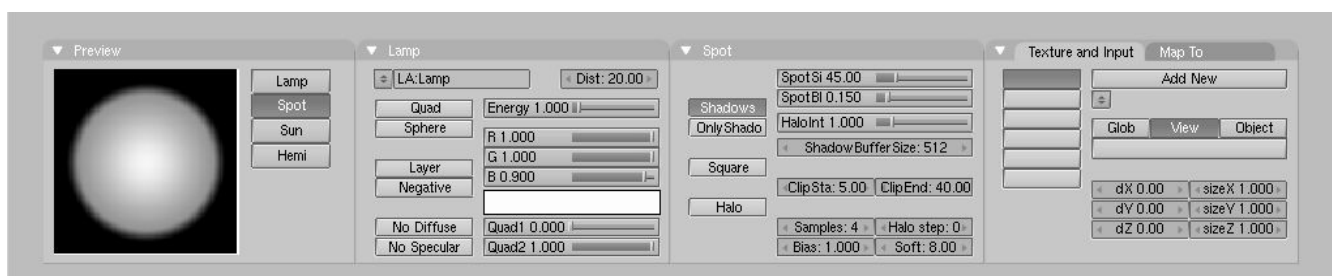 Preview
Lamp
Spot
Sun
Hemi
Lamp
LA:Lamp
Dist: 20.00
Quad
Energy 1.000
Sphere
R 1.000
G 1.000
Layer
B 0.900
Negative
No Diffuse
Quad1 0.000
No Specular
Quad2 1.000
Spot
SpotSi 45.00
SpotBl 0.150
Shadows
HaloInt 1.000
OnlyShado
ShadowBufferSize: 512
Square
ClipSta: 5.00
ClipEnd: 40.00
Halo
Samples: 4
Halo step: 0
Bias: 1.000
Soft: 8.00
Texture and Input
Map To
Add New
Glob
View
Object
dX 0.00
sizeX 1.000
dY 0.00
sizeY 1.000
dZ 0.00
sizeZ 1.000